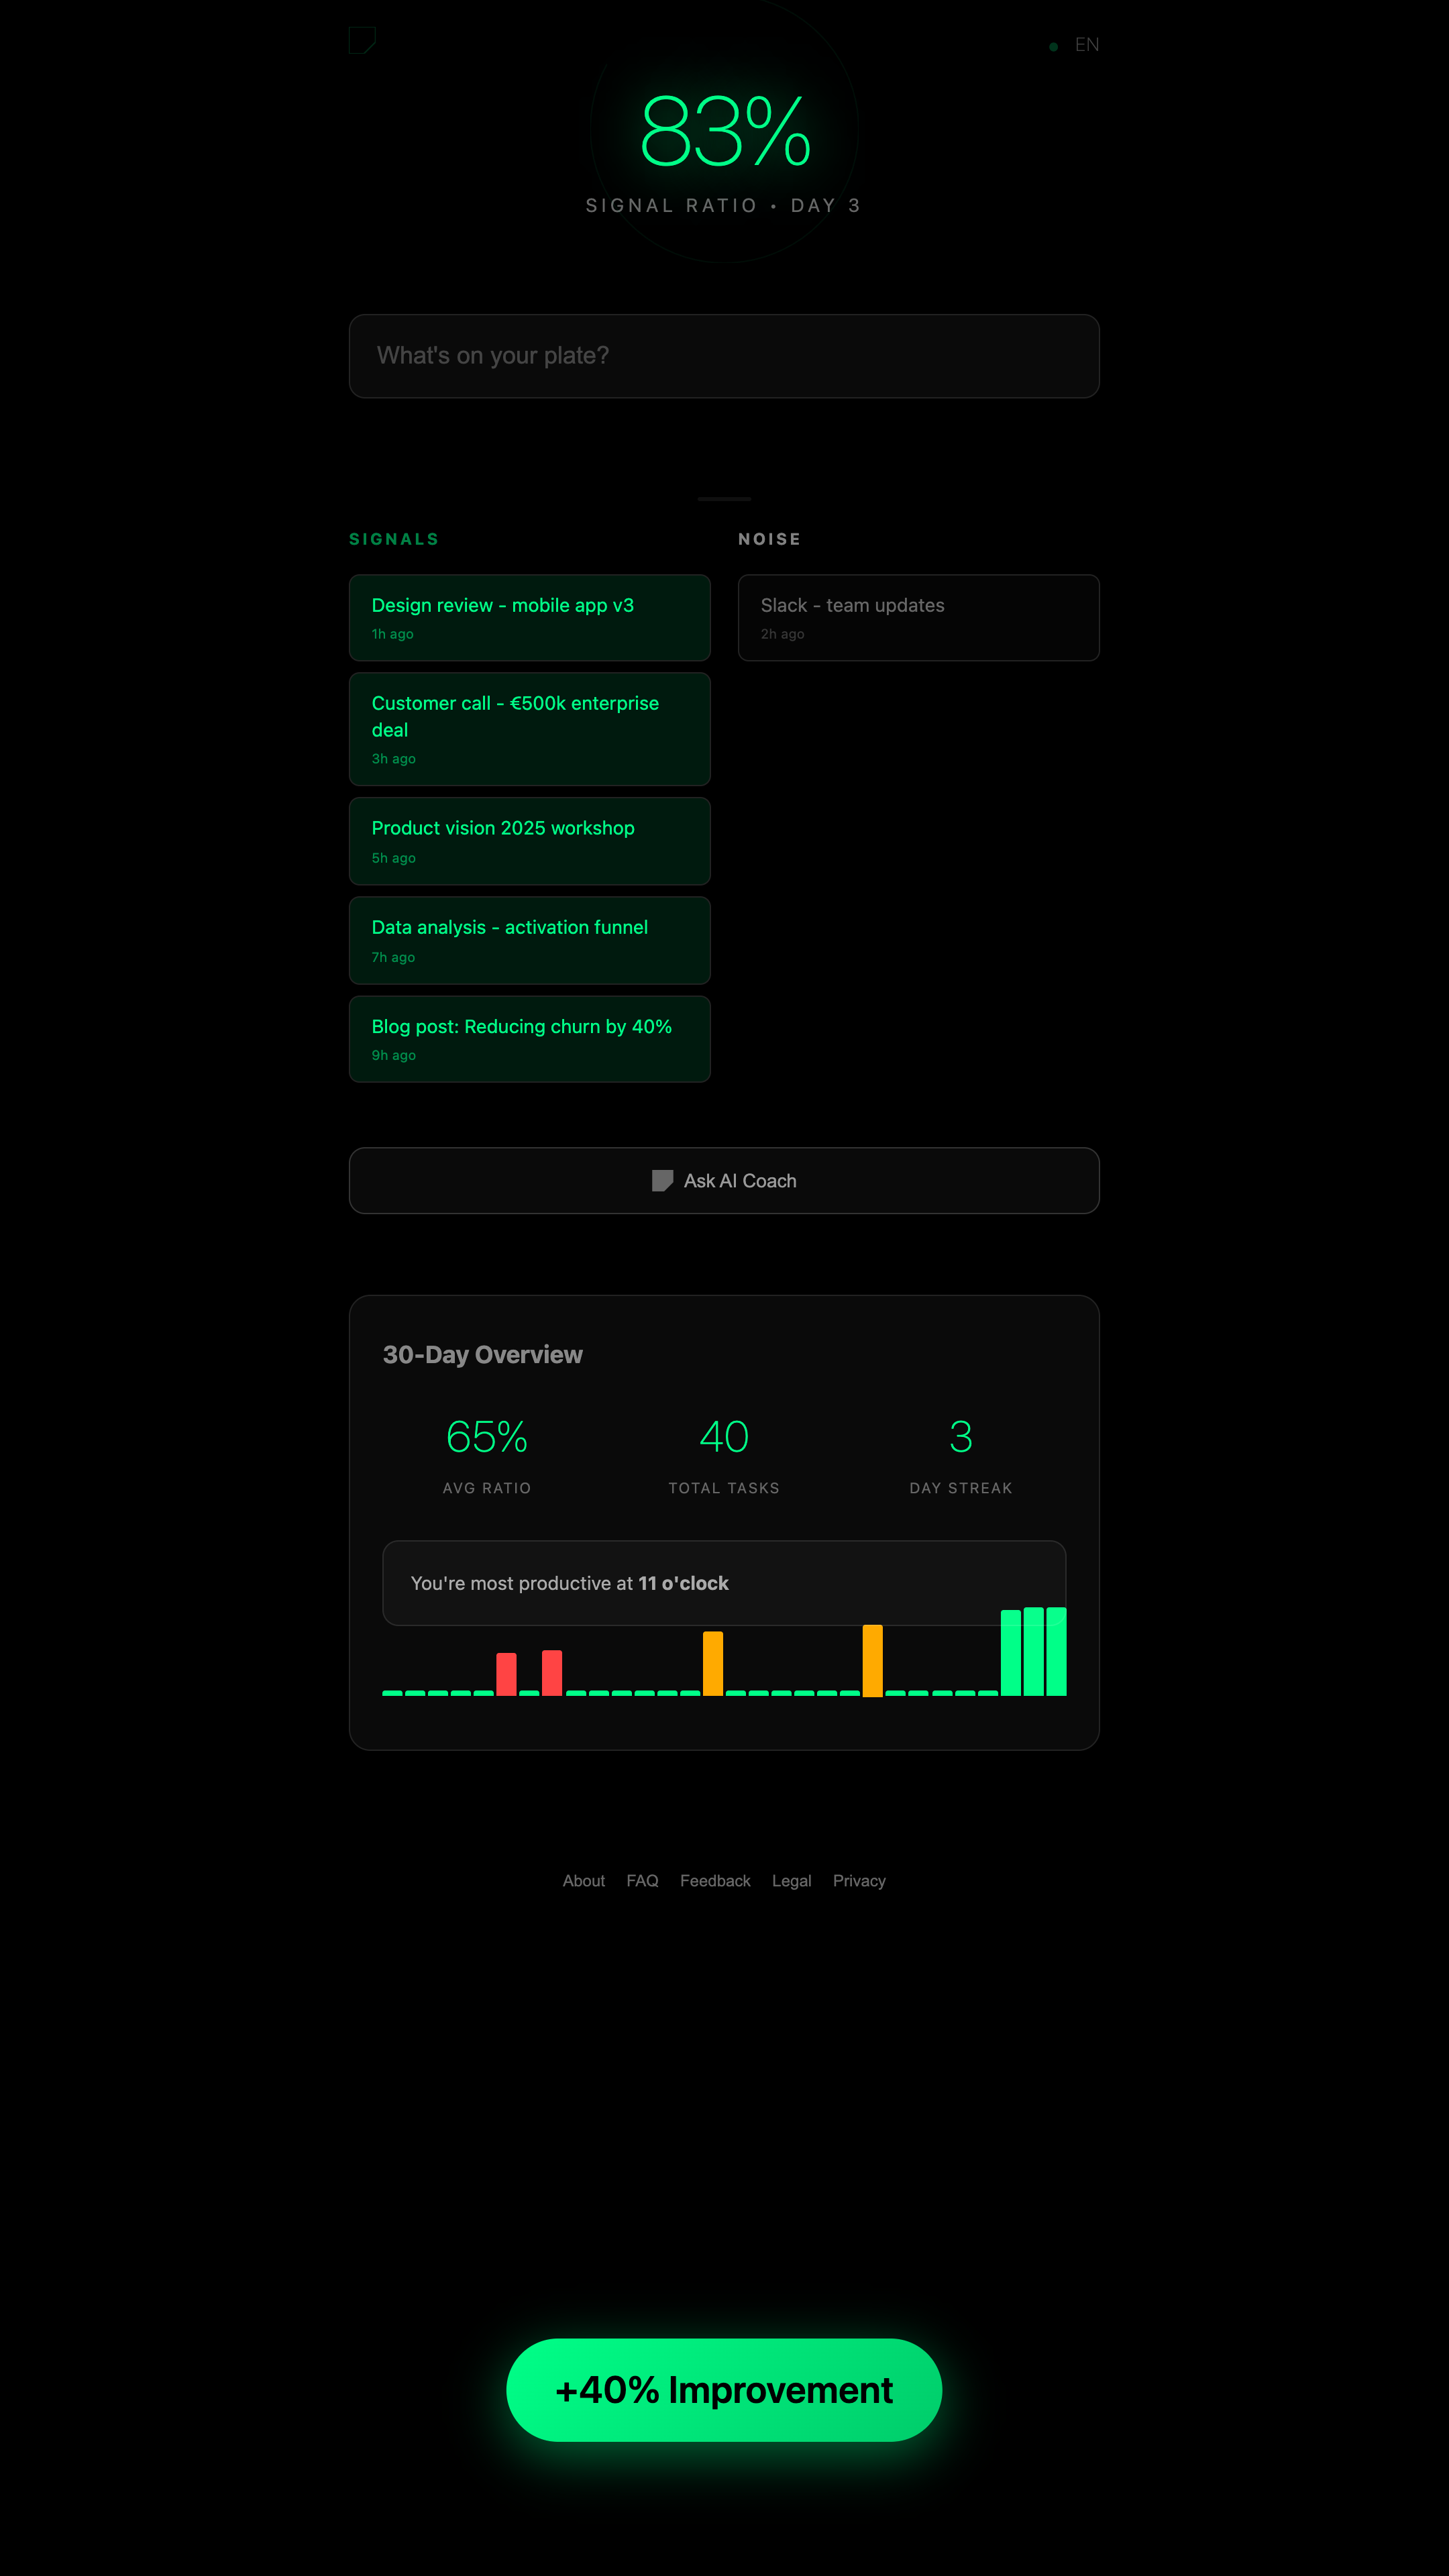 EN
83%
SIGNAL RATIO • DAY 3
What's on your plate?
SIGNALS
Design review - mobile app v3
1h ago
Customer call - €500k enterprise
deal
3h ago
Product vision 2025 workshop
5h ago
Data analysis - activation funnel
7h ago
Blog post: Reducing churn by 40%
9h ago
NOISE
Slack - team updates
2h ago
Ask AI Coach
30-Day Overview
65%
AVG RATIO
40
TOTAL TASKS
3
DAY STREAK
You're most productive at 11 o'clock
About FAQ Feedback Legal Privacy
+40% Improvement